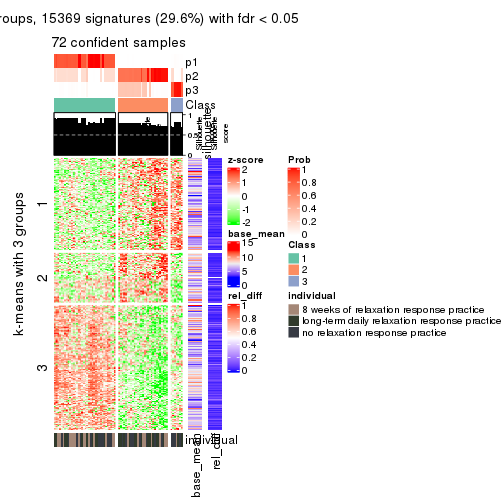 roups, 15369 signatures (29.6%) with fdr < 0.05
72 confident samples
p1
p2
p3
Class
1
0.5
0
silhouette
score
k-means with 3 groups
1
2
3
individual
base_mean
rel_diff
z-score
2
1
0
-1
-2
base_mean
15
10
5
0
rel_diff
1
0.8
0.6
0.4
0.2
0
Prob
1
0.8
0.6
0.4
0.2
0
Class
1
2
3
individual
8 weeks of relaxation response practice
long-term daily relaxation response practice
no relaxation response practice